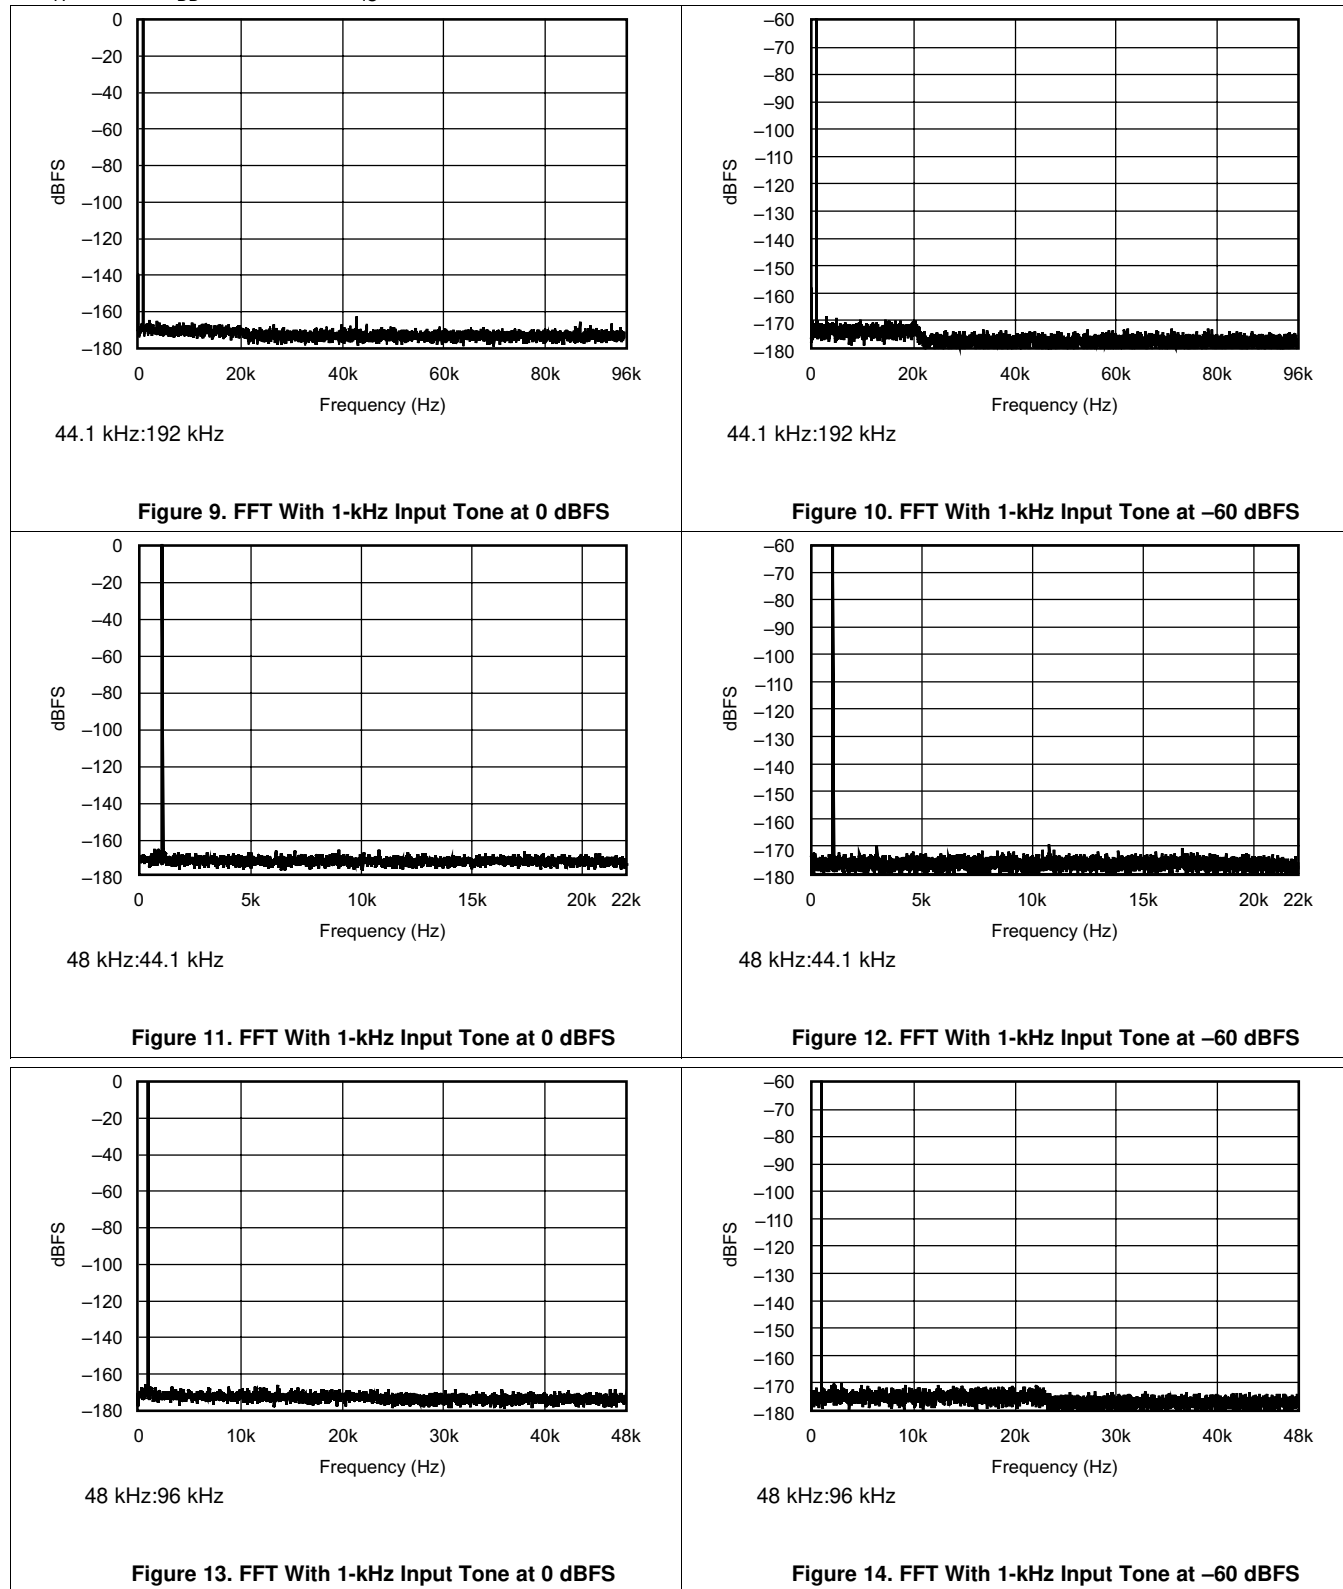 0
–20
–40
–60
–80
–100
–120
–140
–160
–180
dBFS
0 20k 40k 60k 80k 96k
Frequency (Hz)
44.1 kHz:192 kHz
Figure 9. FFT With 1-kHz Input Tone at 0 dBFS
–60
–70
–80
–90
–100
–110
–120
–130
–140
–150
–160
–170
–180
dBFS
0 20k 40k 60k 80k 96k
Frequency (Hz)
44.1 kHz:192 kHz
Figure 10. FFT With 1-kHz Input Tone at –60 dBFS
0
–20
–40
–60
–80
–100
–120
–140
–160
–180
dBFS
0 5k 10k 15k 20k 22k
Frequency (Hz)
48 kHz:44.1 kHz
Figure 11. FFT With 1-kHz Input Tone at 0 dBFS
–60
–70
–80
–90
–100
–110
–120
–130
–140
–150
–160
–170
–180
dBFS
0 5k 10k 15k 20k 22k
Frequency (Hz)
48 kHz:44.1 kHz
Figure 12. FFT With 1-kHz Input Tone at –60 dBFS
0
–20
–40
–60
–80
–100
–120
–140
–160
–180
dBFS
0 10k 20k 30k 40k 48k
Frequency (Hz)
48 kHz:96 kHz
Figure 13. FFT With 1-kHz Input Tone at 0 dBFS
–60
–70
–80
–90
–100
–110
–120
–130
–140
–150
–160
–170
–180
dBFS
0 10k 20k 30k 40k 48k
Frequency (Hz)
48 kHz:96 kHz
Figure 14. FFT With 1-kHz Input Tone at –60 dBFS